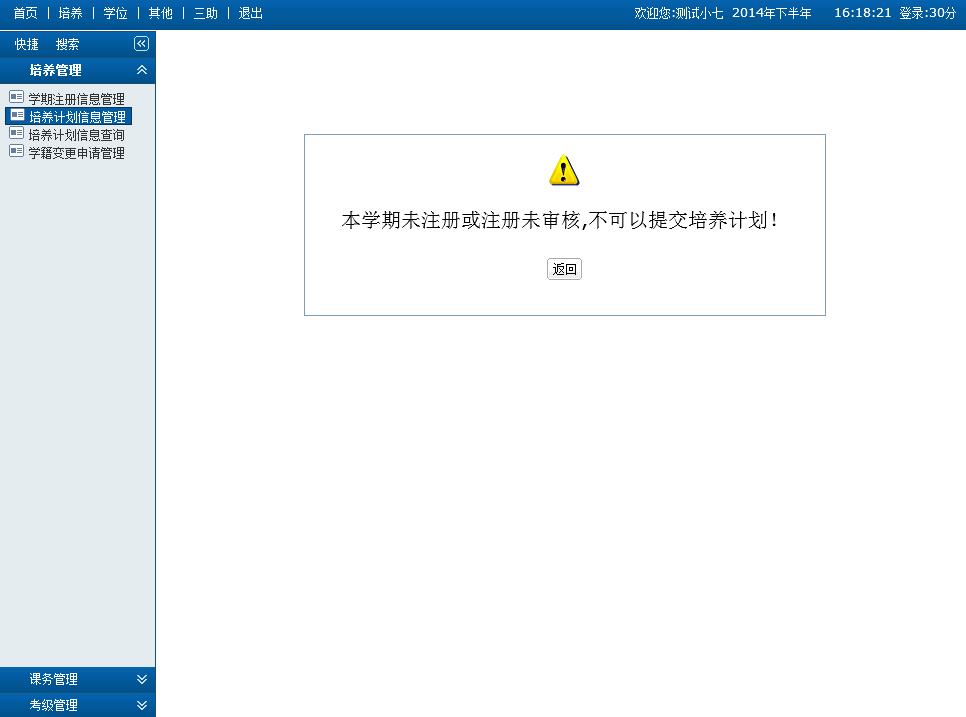 首页 | 培养 | 学位 | 其他 | 三助 | 退出
欢迎您:测试小七 2014年下半年 16:18:21 登录:30分
快捷 搜索
培养管理
学期注册信息管理
培养计划信息管理
培养计划信息查询
学籍变更申请管理
本学期未注册或注册未审核,不可以提交培养计划!
返回
课务管理
考级管理